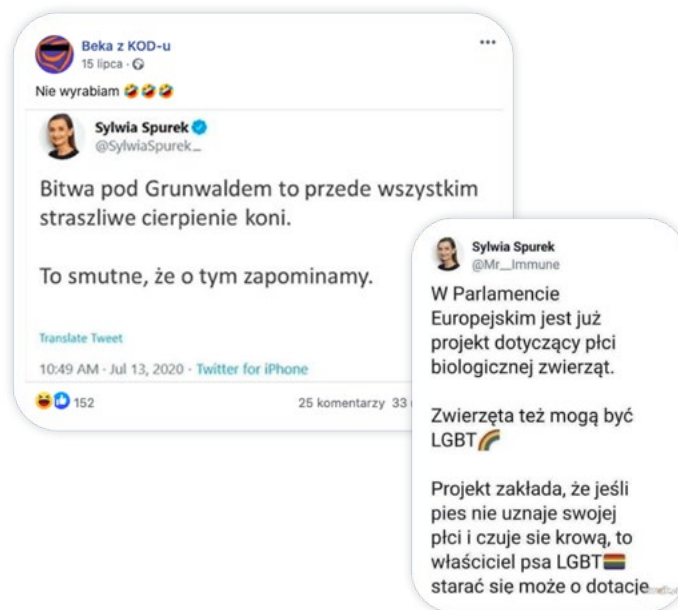 Beka z KOD-u
15 lipca ·
Nie wyrabiam 🤣🤣🤣
Sylwia Spurek
@SylwiaSpurek_
Bitwa pod Grunwaldem to przede wszystkim
straszliwe cierpienie koni.
To smutne, że o tym zapominamy.
Translate Tweet
10:49 AM · Jul 13, 2020 · Twitter for iPhone
152
25 komentarzy 33
Sylwia Spurek
@Mr__Immune
W Parlamencie
Europejskim jest już
projekt dotyczący płci
biologicznej zwierząt.
Zwierzęta też mogą być
LGBT🌈
Projekt zakłada, że jeśli
pies nie uznaje swojej
płci i czuje sie krową, to
właściciel psa LGBT
starać się może o dotacje